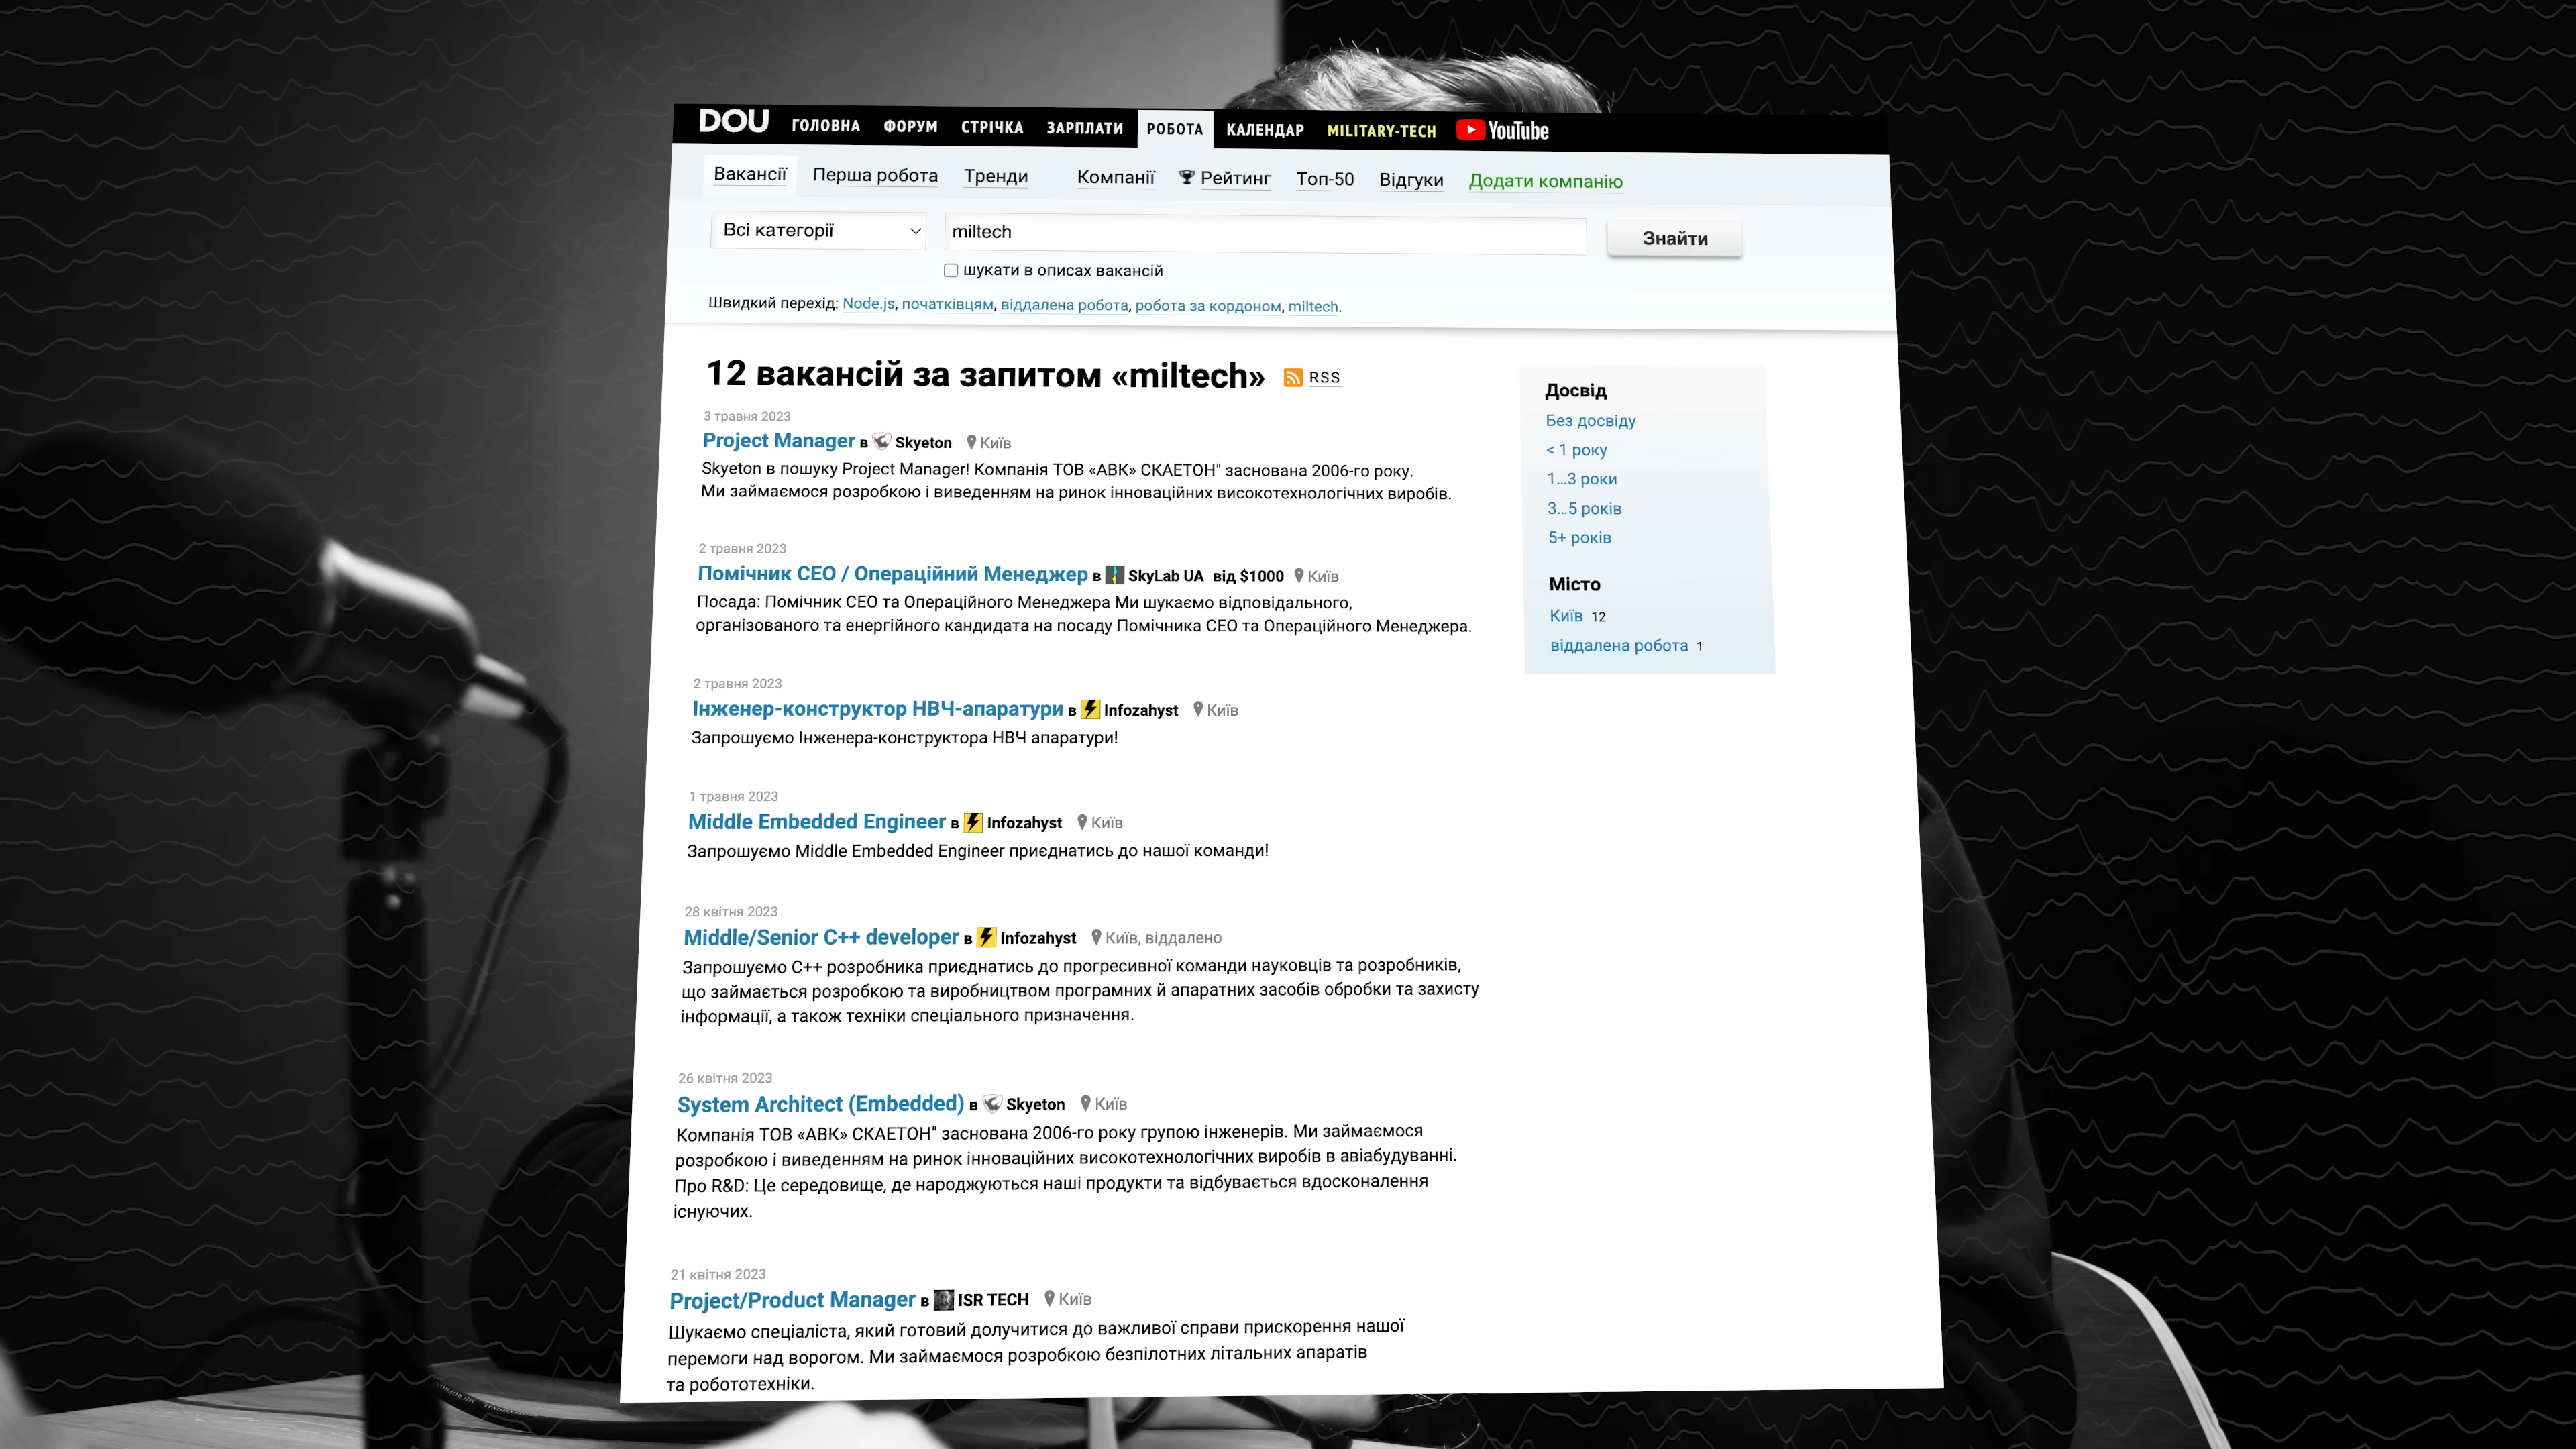 DOU ГОЛОВНА ФОРУМ СТРІЧКА ЗАРПЛАТИ РОБОТА КАЛЕНДАР MILITARY-TECH YouTube
Вакансії Перша робота Тренди Компанії Рейтинг Топ-50 Відгуки Додати компанію
Всі категорії miltech Знайти
шукати в описах вакансій
Швидкий перехід: Node.js, початківцям, віддалена робота, робота за кордоном, miltech.
12 вакансій за запитом «miltech» RSS
3 травня 2023
Project Manager в Skyeton Київ
Skyeton в пошуку Project Manager! Компанія ТОВ «АВК» СКАЕТОН" заснована 2006-го року.
Ми займаємося розробкою і виведенням на ринок інноваційних високотехнологічних виробів.
2 травня 2023
Помічник СЕО / Операційний Менеджер в SkyLab UA від $1000 Київ
Посада: Помічник СЕО та Операційного Менеджера Ми шукаємо відповідального,
організованого та енергійного кандидата на посаду Помічника СЕО та Операційного Менеджера.
2 травня 2023
Інженер-конструктор НВЧ-апаратури в Infozahyst Київ
Запрошуємо Інженера-конструктора НВЧ апаратури!
1 травня 2023
Middle Embedded Engineer в Infozahyst Київ
Запрошуємо Middle Embedded Engineer приєднатись до нашої команди!
28 квітня 2023
Middle/Senior C++ developer в Infozahyst Київ, віддалено
Запрошуємо C++ розробника приєднатись до прогресивної команди науковців та розробників,
що займається розробкою та виробництвом програмних й апаратних засобів обробки та захисту
інформації, а також техніки спеціального призначення.
26 квітня 2023
System Architect (Embedded) в Skyeton Київ
Компанія ТОВ «АВК» СКАЕТОН" заснована 2006-го року групою інженерів. Ми займаємося
розробкою і виведенням на ринок інноваційних високотехнологічних виробів в авіабудуванні.
Про R&D: Це середовище, де народжуються наші продукти та відбувається вдосконалення
існуючих.
21 квітня 2023
Project/Product Manager в ISR TECH Київ
Шукаємо спеціаліста, який готовий долучитися до важливої справи прискорення нашої
перемоги над ворогом. Ми займаємося розробкою безпілотних літальних апаратів
та робототехніки.
Досвід
Без досвіду
< 1 року
1...3 роки
3...5 років
5+ років
Місто
Київ 12
віддалена робота 1